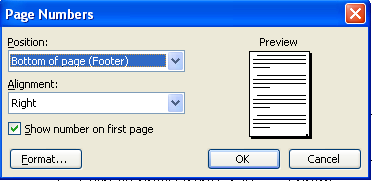 Page Numbers
Position:
Preview
Bottom of page (Footer)
Alignment:
Right
Show number on first page
Format...
OK
Cancel